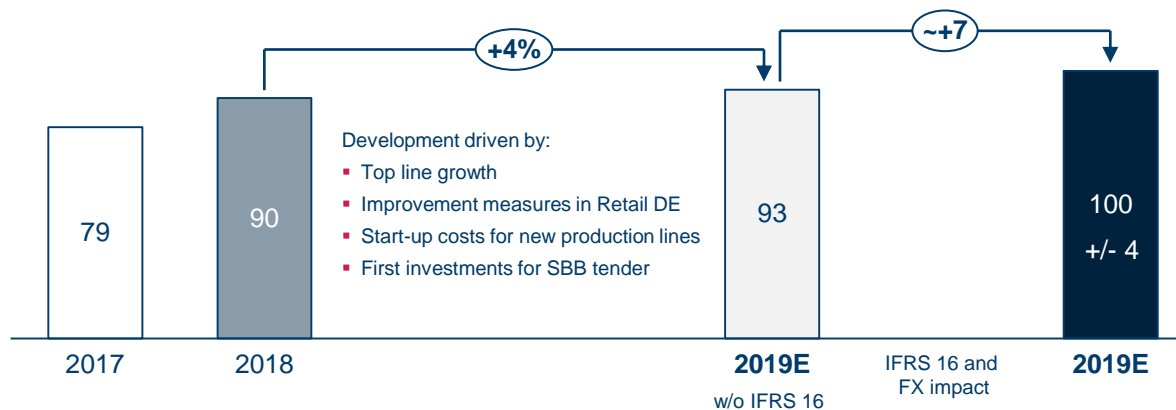 +4%
~+7
Development driven by:
▪ Top line growth
▪ Improvement measures in Retail DE
▪ Start-up costs for new production lines
▪ First investments for SBB tender
79
90
93
100
+/- 4
2017
2018
2019E
w/o IFRS 16
IFRS 16 and
FX impact
2019E